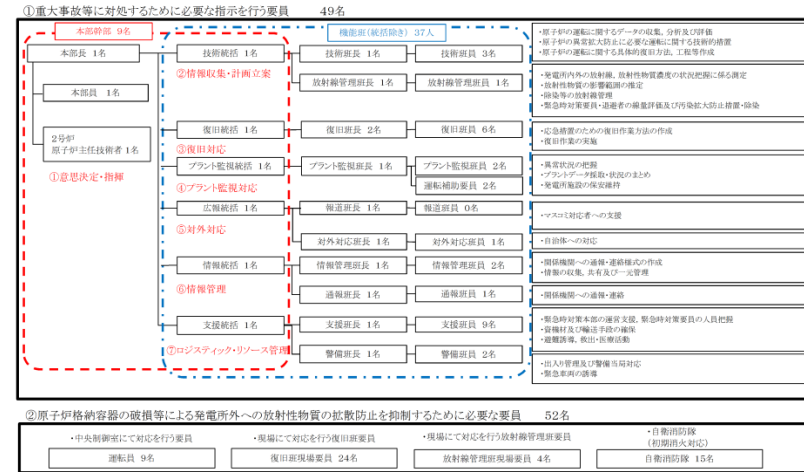 ①重大事故等に対処するために必要な指示を行う要員　　49名
本部幹部 9名
機能班(統括除き) 37人
本部長 1名
技術統括 1名
技術班長 1名
技術班員 3名
・原子炉の運転に関するデータの収集, 分析及び評価
・原子炉の異常拡大防止に必要な運転に関する技術的措置
・原子炉の運転に関する具体的復旧方法, 工程等作成
②情報収集・計画立案
本部員 1名
放射線管理班長 1名
放射線管理班員 1名
・発電所内外の放射線, 放射性物質濃度の状況把握に係る測定
・放射性物質の影響範囲の推定
・除染等の放射線管理
・緊急時対策要員・退避者の線量評価及び汚染拡大防止措置・除染
2号炉
原子炉主任技術者 1名
復旧統括 1名
復旧班長 2名
復旧班員 6名
・応急措置のための復旧作業方法の作成
・復旧作業の実施
③復旧対応
①意思決定・指揮
プラント監視統括 1名
プラント監視班長 1名
プラント監視班員 2名
運転補助要員 2名
・異常状況の把握
・プラントデータ採取・状況のまとめ
・発電所施設の保安維持
④プラント監視対応
広報統括 1名
報道班長 1名
報道班員 0名
・マスコミ対応者への支援
⑤対外対応
対外対応班長 1名
対外対応班員 1名
・自治体への対応
情報統括 1名
情報管理班長 1名
情報管理班員 2名
・関係機関への通報・連絡様式の作成
・情報の収集, 共有及び一元管理
⑥情報管理
通報班長 1名
通報班員 1名
・関係機関への通報・連絡
支援統括 1名
支援班長 1名
支援班員 9名
・緊急時対策本部の運営支援, 緊急時対策要員の人員把握
・資機材及び輸送手段の確保
・避難誘導, 救出・医療活動
⑦ロジスティック・リソース管理
警備班長 1名
警備班員 2名
・出入り管理及び警備当局対応
・緊急車両の誘導
②原子炉格納容器の破損等による発電所外への放射性物質の拡散防止を抑制するために必要な要員　　52名
・中央制御室にて対応を行う要員
・現場にて対応を行う復旧班要員
・現場にて対応を行う放射線管理班要員
・自衛消防隊
(初期消火対応)
運転員 9名
復旧班現場要員 24名
放射線管理班現場要員 4名
自衛消防隊 15名